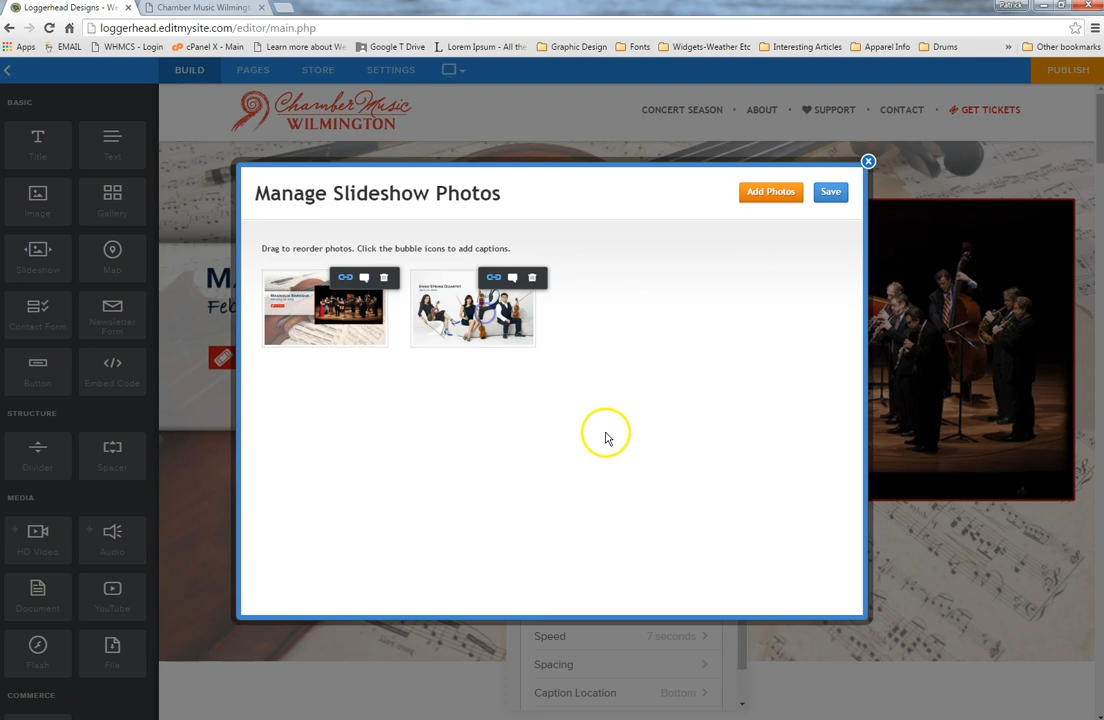 Loggerhead Designs - We
Chamber Music Wilmingt
Patrick
loggerhead.editmysite.com/editor/main.php
Apps
EMAIL
WHMCS - Login
cPanel X - Main
Learn more about We
Google T Drive
Lorem Ipsum - All the
Graphic Design
Fonts
Widgets-Weather Etc
Interesting Articles
Apparel Info
Drums
»
Other bookmarks
BUILD
PAGES
STORE
SETTINGS
PUBLISH
BASIC
Title
Text
Image
Gallery
Slideshow
Map
Contact Form
Newsletter
Form
Button
Embed Code
STRUCTURE
Divider
Spacer
MEDIA
HD Video
Audio
Document
YouTube
Flash
File
COMMERCE
Chamber Music
WILMINGTON
CONCERT SEASON • ABOUT • SUPPORT • CONTACT • GET TICKETS
Manage Slideshow Photos
Add Photos
Save
Drag to reorder photos. Click the bubble icons to add captions.
Speed
7 seconds
Spacing
Caption Location
Bottom